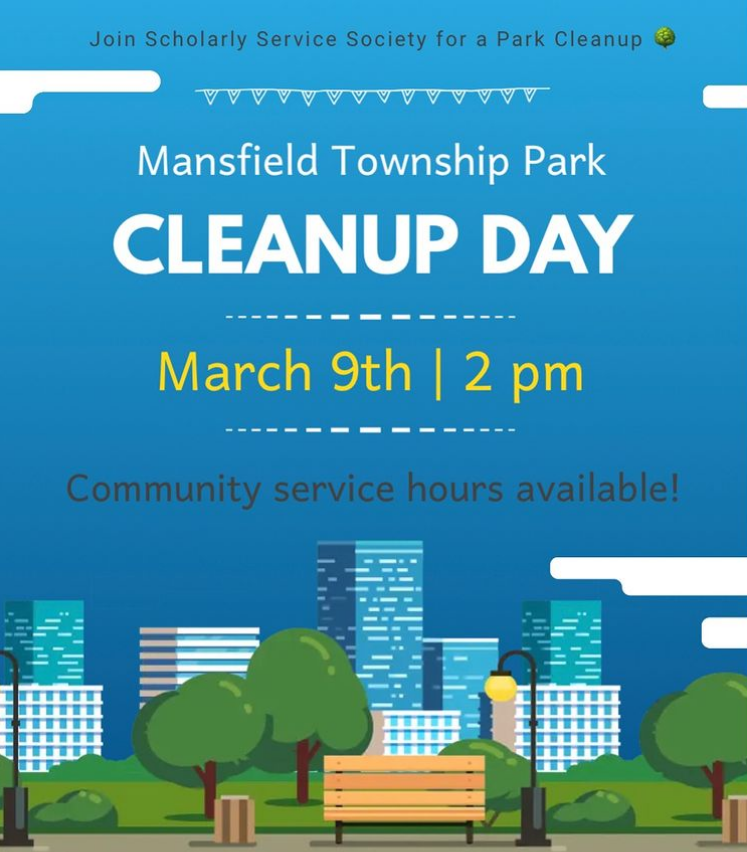 Join Scholarly Service Society for a Park Cleanup 🌳
Mansfield Township Park
CLEANUP DAY
March 9th | 2 pm
Community service hours available!